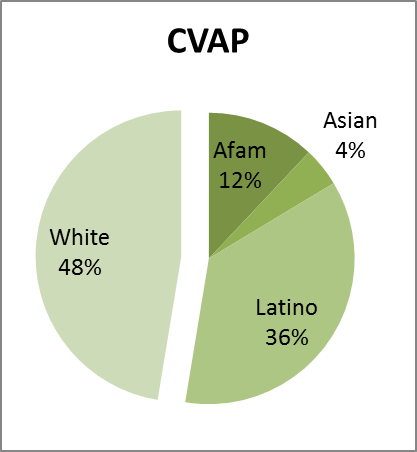 CVAP
Afam
12%
Asian
4%
White
48%
Latino
36%